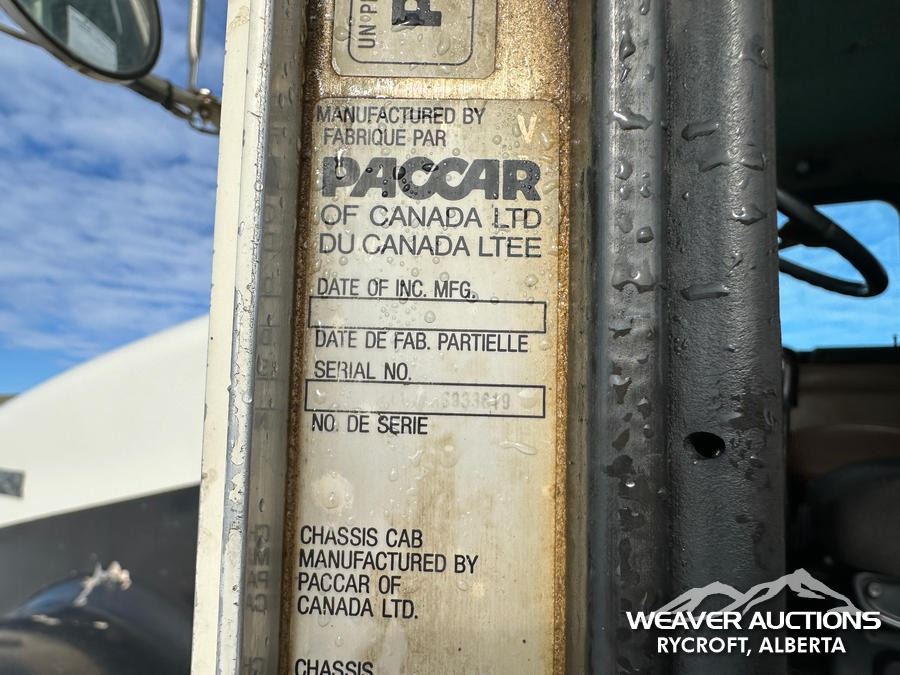 UN·P
P
MANUFACTURED BY
FABRIQUE PAR
V
PACCAR
OF CANADA LTD
DU CANADA LTEE
DATE OF INC. MFG.
DATE DE FAB. PARTIELLE
SERIAL NO.
NO. DE SERIE
CHASSIS CAB
MANUFACTURED BY
PACCAR OF
CANADA LTD.
CHASSIS
WEAVER AUCTIONS
RYCROFT, ALBERTA